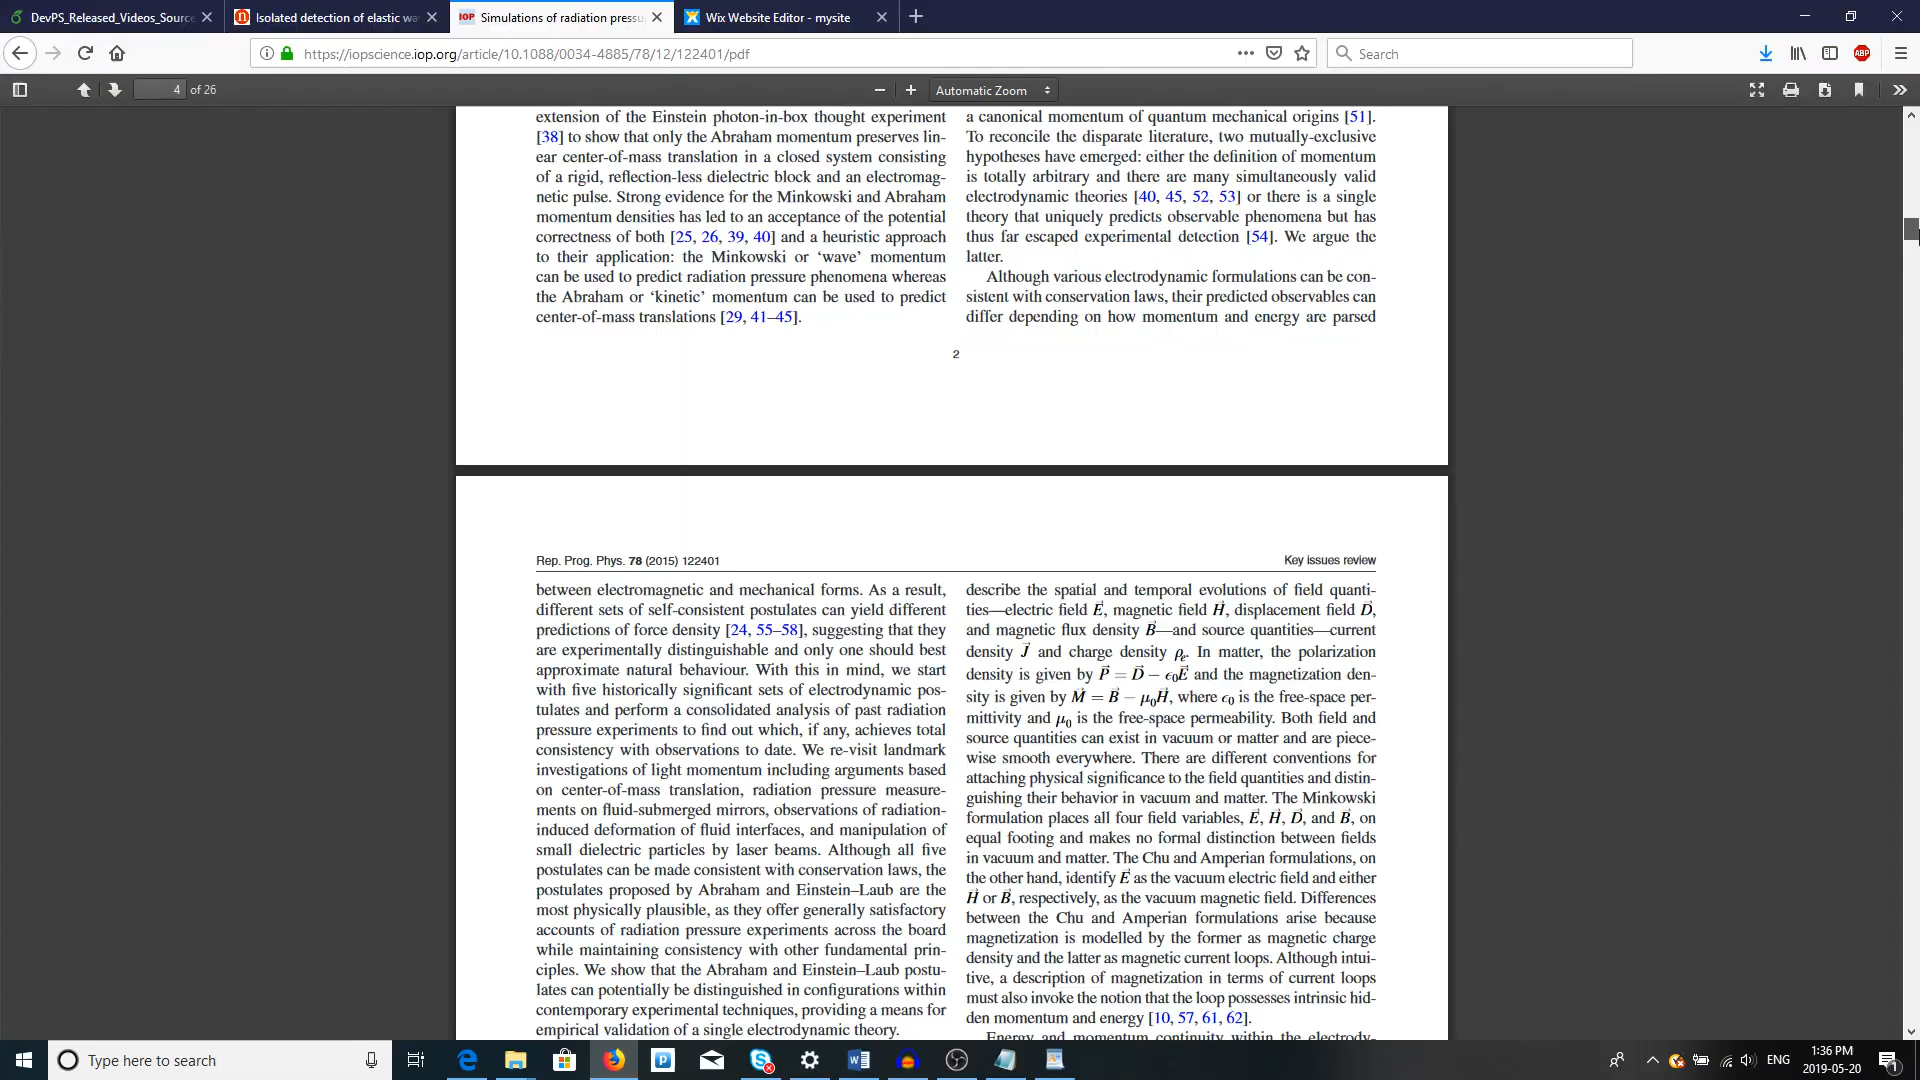 DevPS_Released_Videos_Source
Isolated detection of elastic wa
IOP Simulations of radiation pressu
Wix Website Editor - mysite
https://iopscience.iop.org/article/10.1088/0034-4885/78/12/122401/pdf
Search
4 of 26
Automatic Zoom
extension of the Einstein photon-in-box thought experiment
[38] to show that only the Abraham momentum preserves lin-
ear center-of-mass translation in a closed system consisting
of a rigid, reflection-less dielectric block and an electromag-
netic pulse. Strong evidence for the Minkowski and Abraham
momentum densities has led to an acceptance of the potential
correctness of both [25, 26, 39, 40] and a heuristic approach
to their application: the Minkowski or ‘wave’ momentum
can be used to predict radiation pressure phenomena whereas
the Abraham or ‘kinetic’ momentum can be used to predict
center-of-mass translations [29, 41–45].
a canonical momentum of quantum mechanical origins [51].
To reconcile the disparate literature, two mutually-exclusive
hypotheses have emerged: either the definition of momentum
is totally arbitrary and there are many simultaneously valid
electrodynamic theories [40, 45, 52, 53] or there is a single
theory that uniquely predicts observable phenomena but has
thus far escaped experimental detection [54]. We argue the
latter.
Although various electrodynamic formulations can be con-
sistent with conservation laws, their predicted observables can
differ depending on how momentum and energy are parsed
2
Rep. Prog. Phys. 78 (2015) 122401
Key issues review
between electromagnetic and mechanical forms. As a result,
different sets of self-consistent postulates can yield different
predictions of force density [24, 55–58], suggesting that they
are experimentally distinguishable and only one should best
approximate natural behaviour. With this in mind, we start
with five historically significant sets of electrodynamic pos-
tulates and perform a consolidated analysis of past radiation
pressure experiments to find out which, if any, achieves total
consistency with observations to date. We re-visit landmark
investigations of light momentum including arguments based
on center-of-mass translation, radiation pressure measure-
ments on fluid-submerged mirrors, observations of radiation-
induced deformation of fluid interfaces, and manipulation of
small dielectric particles by laser beams. Although all five
postulates can be made consistent with conservation laws, the
postulates proposed by Abraham and Einstein–Laub are the
most physically plausible, as they offer generally satisfactory
accounts of radiation pressure experiments across the board
while maintaining consistency with other fundamental prin-
ciples. We show that the Abraham and Einstein–Laub postu-
lates can potentially be distinguished in configurations within
contemporary experimental techniques, providing a means for
empirical validation of a single electrodynamic theory.
describe the spatial and temporal evolutions of field quanti-
ties—electric field E⃗, magnetic field H⃗, displacement field D⃗,
and magnetic flux density B⃗—and source quantities—current
density J⃗ and charge density ρe. In matter, the polarization
density is given by P⃗ = D⃗ − ϵ0E⃗ and the magnetization den-
sity is given by M⃗ = B⃗ − μ0H⃗, where ϵ0 is the free-space per-
mittivity and μ0 is the free-space permeability. Both field and
source quantities can exist in vacuum or matter and are piece-
wise smooth everywhere. There are different conventions for
attaching physical significance to the field quantities and distin-
guishing their behavior in vacuum and matter. The Minkowski
formulation places all four field variables, E⃗, H⃗, D⃗, and B⃗, on
equal footing and makes no formal distinction between fields
in vacuum and matter. The Chu and Amperian formulations, on
the other hand, identify E⃗ as the vacuum electric field and either
H⃗ or B⃗, respectively, as the vacuum magnetic field. Differences
between the Chu and Amperian formulations arise because
magnetization is modelled by the former as magnetic charge
density and the latter as magnetic current loops. Although intui-
tive, a description of magnetization in terms of current loops
must also invoke the notion that the loop possesses intrinsic hid-
den momentum and energy [10, 57, 61, 62].
Energy and momentum continuity within the electrody-
Type here to search
ENG
1:36 PM
2019-05-20
1